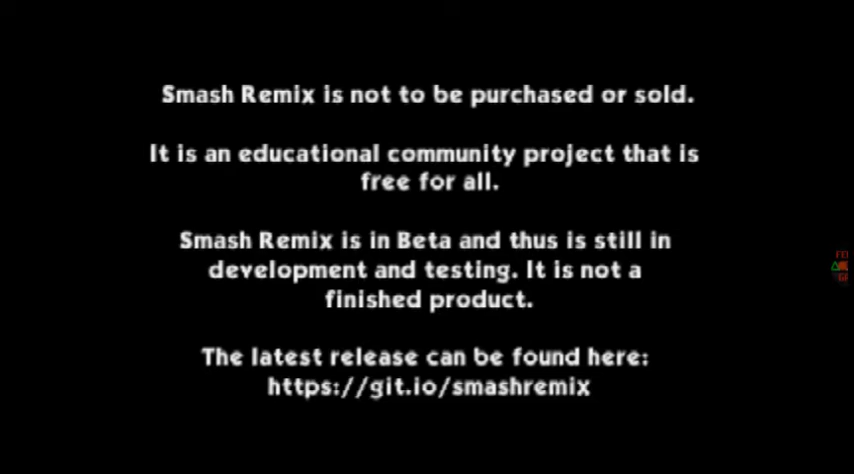 Smash Remix is not to be purchased or sold.
It is an educational community project that is
free for all.
Smash Remix is in Beta and thus is still in
development and testing. It is not a
finished product.
The latest release can be found here:
https://git.io/smashremix